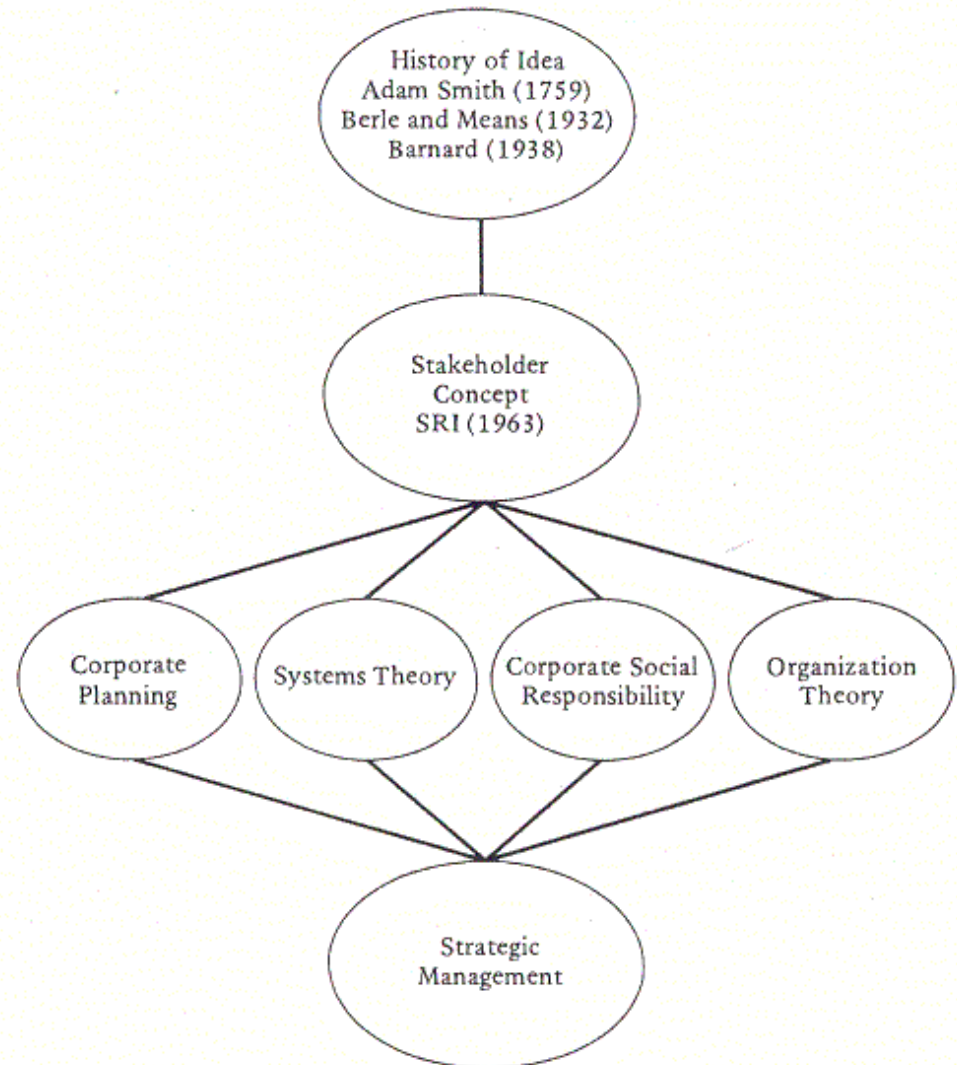 History of Idea
Adam Smith (1759)
Berle and Means (1932)
Barnard (1938)
Stakeholder
Concept
SRI (1963)
Corporate
Planning
Systems Theory
Corporate Social
Responsibility
Organization
Theory
Strategic
Management